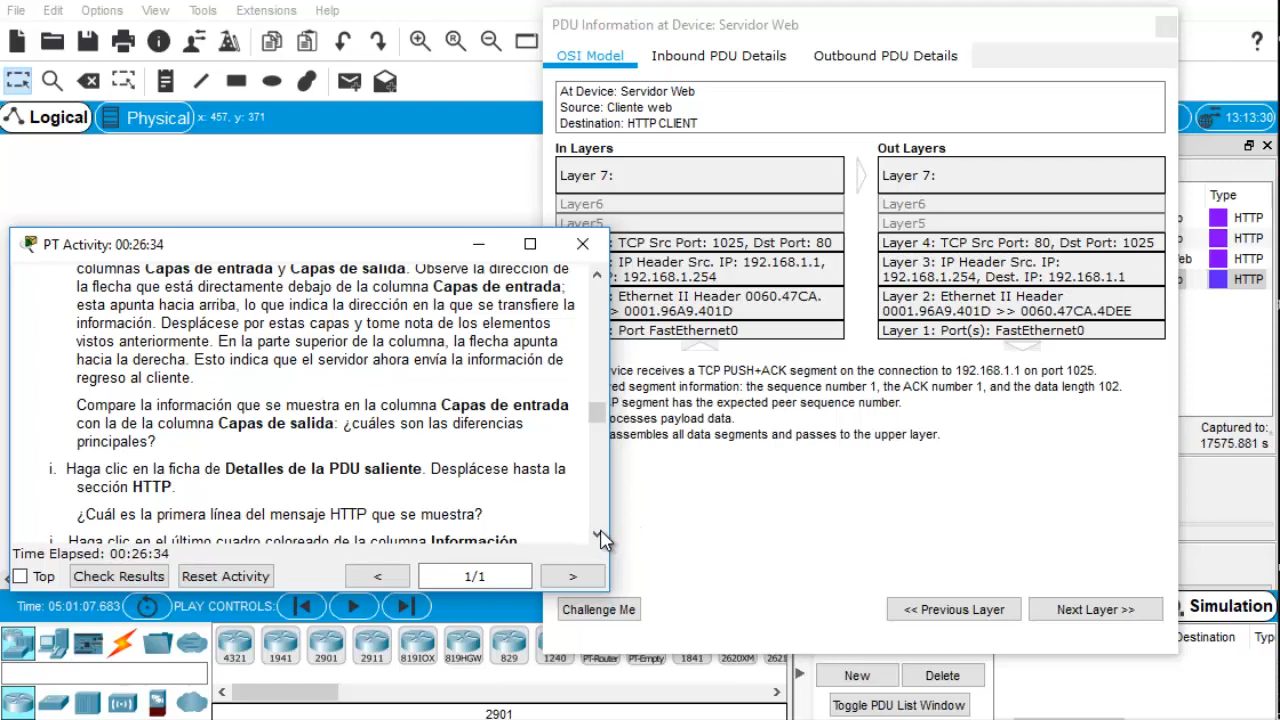 File Edit Options View Tools Extensions Help
PDU Information at Device: Servidor Web
OSI Model Inbound PDU Details Outbound PDU Details
?
Logical Physical x: 457, y: 371
13:13:30
At Device: Servidor Web
Source: Cliente web
Destination: HTTP CLIENT
In Layers
Layer 7:
Layer6
Layer5
: TCP Src Port: 1025, Dst Port: 80
: IP Header Src. IP: 192.168.1.1,
: 192.168.1.254
: Ethernet II Header 0060.47CA.
> 0001.96A9.401D
: Port FastEthernet0
Out Layers
Layer 7:
Layer6
Layer5
Layer 4: TCP Src Port: 80, Dst Port: 1025
Layer 3: IP Header Src. IP:
192.168.1.254, Dest. IP: 192.168.1.1
Layer 2: Ethernet II Header
0001.96A9.401D >> 0060.47CA.4DEE
Layer 1: Port(s): FastEthernet0
vice receives a TCP PUSH+ACK segment on the connection to 192.168.1.1 on port 1025.
ed segment information: the sequence number 1, the ACK number 1, and the data length 102.
P segment has the expected peer sequence number.
ocesses payload data.
assembles all data segments and passes to the upper layer.
Challenge Me << Previous Layer Next Layer >>
Type
HTTP
HTTP
eb HTTP
HTTP
Captured to:
17575.881 s
PT Activity: 00:26:34
columnas Capas de entrada y Capas de salida. Observe la dirección de
la flecha que está directamente debajo de la columna Capas de entrada;
esta apunta hacia arriba, lo que indica la dirección en la que se transfiere la
información. Desplácese por estas capas y tome nota de los elementos
vistos anteriormente. En la parte superior de la columna, la flecha apunta
hacia la derecha. Esto indica que el servidor ahora envía la información de
regreso al cliente.
Compare la información que se muestra en la columna Capas de entrada
con la de la columna Capas de salida: ¿cuáles son las diferencias
principales?
i. Haga clic en la ficha de Detalles de la PDU saliente. Desplácese hasta la
sección HTTP.
¿Cuál es la primera línea del mensaje HTTP que se muestra?
j. Haga clic en el último cuadro coloreado de la columna Información
Time Elapsed: 00:26:34
Top Check Results Reset Activity < 1/1 >
Time: 05:01:07.683 PLAY CONTROLS:
Simulation
4321 1941 2901 2911 819IOX 819HGW 829 1240 PT-Router PT-Empty 1841 2620XM 2621
2901
New Delete
Toggle PDU List Window
Destination Typ